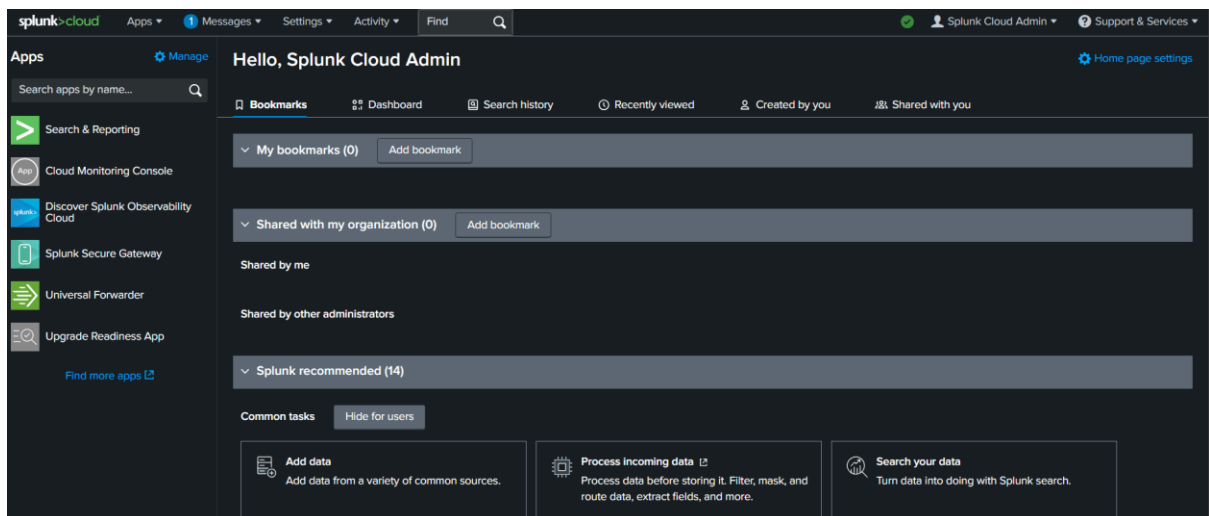 splunk>cloud Apps 1 Messages Settings Activity Find Splunk Cloud Admin ? Support & Services
Apps Manage
Search apps by name...
Search & Reporting
App Cloud Monitoring Console
splunk> Discover Splunk Observability
Cloud
Splunk Secure Gateway
Universal Forwarder
Upgrade Readiness App
Find more apps
Hello, Splunk Cloud Admin
Home page settings
Bookmarks Dashboard Search history Recently viewed Created by you Shared with you
My bookmarks (0) Add bookmark
Shared with my organization (0) Add bookmark
Shared by me
Shared by other administrators
Splunk recommended (14)
Common tasks Hide for users
Add data
Add data from a variety of common sources.
Process incoming data
Process data before storing it. Filter, mask, and
route data, extract fields, and more.
Search your data
Turn data into doing with Splunk search.